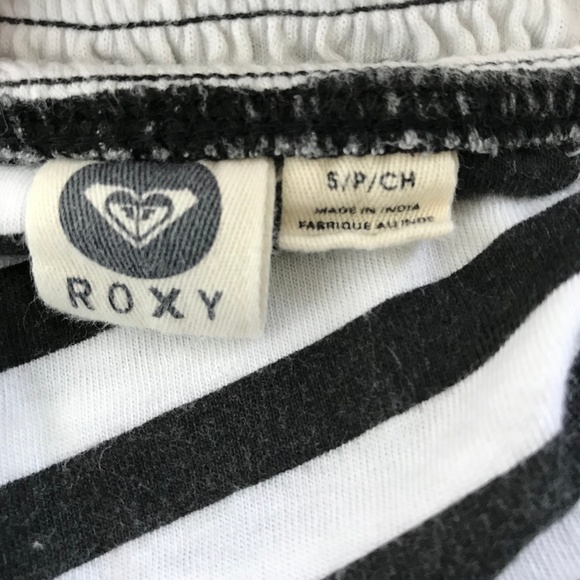 ROXY
S/P/CH
MADE IN INDIA
FABRIQUE AU INDE